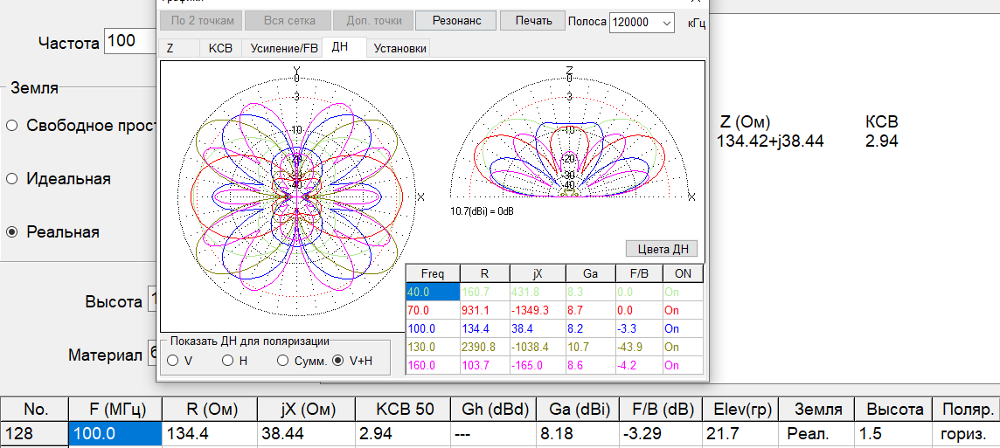 По 2 точкам Вся сетка Доп. точки Резонанс Печать Полоса 120000 кГц
Частота 100
Z КСВ Усиление/FB ДН Установки
Земля
Свободное прост
Идеальная
Реальная
Высота 1
Материал
Y
0
-3
-10
-20
-40
X
Z
0
-3
-10
-20
-30
-40
X
10.7(dBi) = 0dB
Цвета ДН
Freq R jX Ga F/B ON
40.0 160.7 431.8 8.3 0.0 On
70.0 931.1 -1349.3 8.7 0.0 On
100.0 134.4 38.4 8.2 -3.3 On
130.0 2390.8 -1038.4 10.7 -43.9 On
160.0 103.7 -165.0 8.6 -4.2 On
Показать ДН для поляризации
V H Сумм. V+H
Z (Ом) КСВ
134.42+j38.44 2.94
No. F (МГц) R (Ом) jX (Ом) КСВ 50 Gh (dBd) Ga (dBi) F/B (dB) Elev(гр) Земля Высота Поляр.
128 100.0 134.4 38.44 2.94 --- 8.18 -3.29 21.7 Реал. 1.5 гориз.